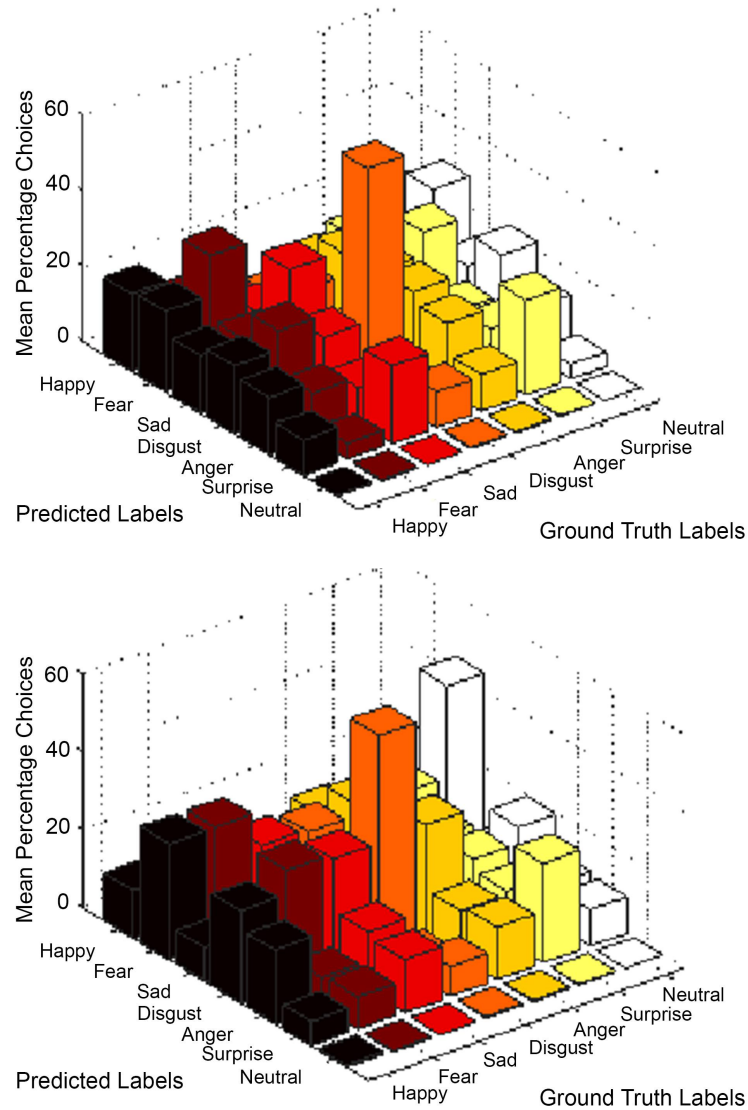 Mean Percentage Choices
60
40
20
0
Happy
Fear
Sad
Disgust
Anger
Surprise
Neutral
Predicted Labels
Happy
Fear
Sad
Disgust
Anger
Surprise
Neutral
Ground Truth Labels
Mean Percentage Choices
60
40
20
0
Happy
Fear
Sad
Disgust
Anger
Surprise
Neutral
Predicted Labels
Happy
Fear
Sad
Disgust
Anger
Surprise
Neutral
Ground Truth Labels